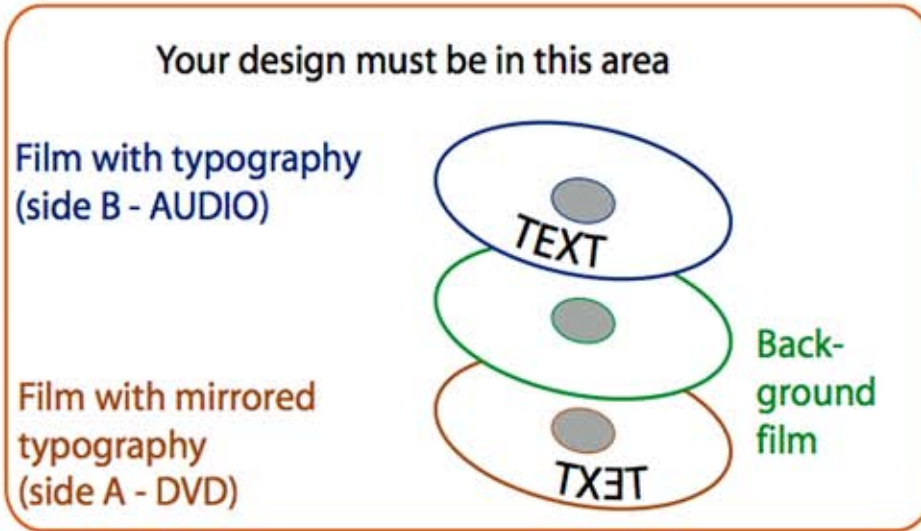 Your design must be in this area
Film with typography
(side B - AUDIO)
TEXT
Back-
ground
film
Film with mirrored
typography
(side A - DVD)
TEXT